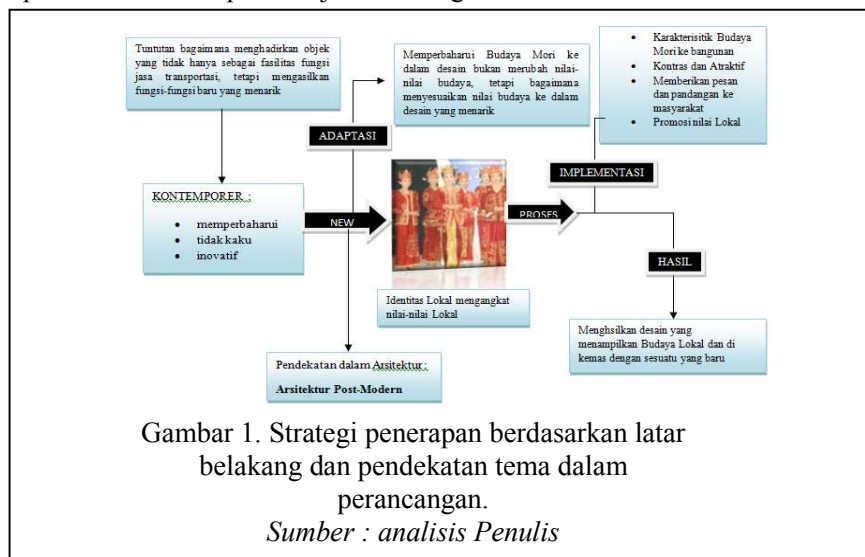 Tuntutan bagaimana menghadirkan objek
yang tidak hanya sebagai fasilitas fungsi
jasa transportasi, tetapi mengasilkan
fungsi-fungsi baru yang menarik
Memperbaharui Budaya Mori ke
dalam desain bukan merubah nilai-
nilai budaya, tetapi bagaimana
menyesuaikan nilai budaya ke dalam
desain yang menarik
• Karakterisitik Budaya
Mori ke bangunan
• Kontras dan Atraktif
• Memberikan pesan
dan pandangan ke
masyarakat
• Promosi nilai Lokal
ADAPTASI
IMPLEMENTASI
KONTEMPORER :
• memperbaharui
• tidak kaku
• inovatif
NEW
PROSES
HASIL
Identitas Lokal mengangkat
nilai-nilai Lokal
Menghsilkan desain yang
menampilkan Budaya Lokal dan di
kemas dengan sesuatu yang baru
Pendekatan dalam Arsitektur :
Arsitektur Post-Modern
Gambar 1. Strategi penerapan berdasarkan latar
belakang dan pendekatan tema dalam
perancangan.
Sumber : analisis Penulis